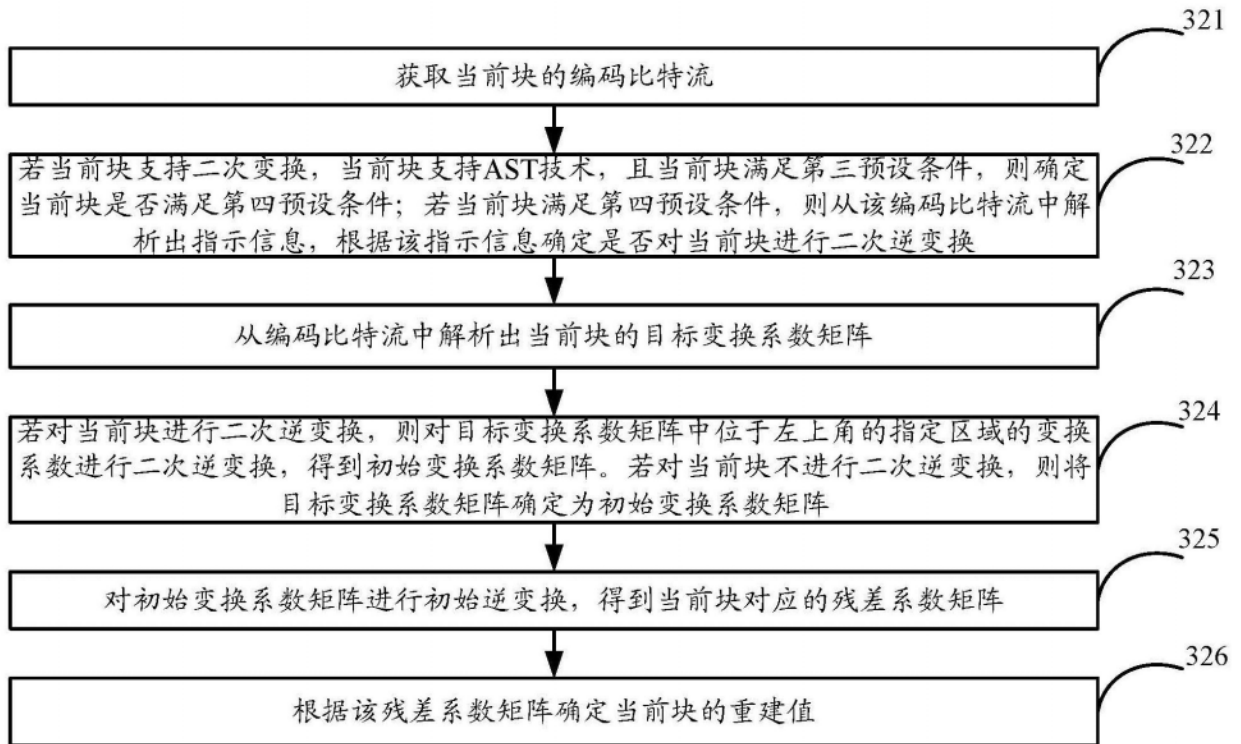 321
获取当前块的编码比特流
322
若当前块支持二次变换，当前块支持AST技术，且当前块满足第三预设条件，则确定
当前块是否满足第四预设条件；若当前块满足第四预设条件，则从该编码比特流中解
析出指示信息，根据该指示信息确定是否对当前块进行二次逆变换
323
从编码比特流中解析出当前块的目标变换系数矩阵
324
若对当前块进行二次逆变换，则对目标变换系数矩阵中位于左上角的指定区域的变换
系数进行二次逆变换，得到初始变换系数矩阵。若对当前块不进行二次逆变换，则将
目标变换系数矩阵确定为初始变换系数矩阵
325
对初始变换系数矩阵进行初始逆变换，得到当前块对应的残差系数矩阵
326
根据该残差系数矩阵确定当前块的重建值